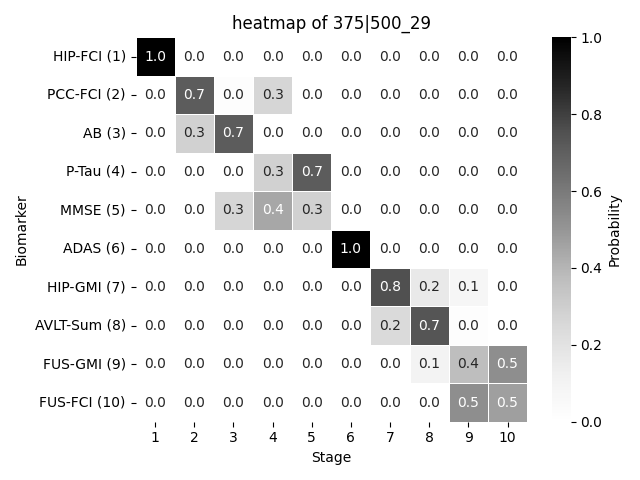 heatmap of 375|500_29
HIP-FCI (1) 1.0 0.0 0.0 0.0 0.0 0.0 0.0 0.0 0.0 0.0
PCC-FCI (2) 0.0 0.7 0.0 0.3 0.0 0.0 0.0 0.0 0.0 0.0
AB (3) 0.0 0.3 0.7 0.0 0.0 0.0 0.0 0.0 0.0 0.0
P-Tau (4) 0.0 0.0 0.0 0.3 0.7 0.0 0.0 0.0 0.0 0.0
MMSE (5) 0.0 0.0 0.3 0.4 0.3 0.0 0.0 0.0 0.0 0.0
ADAS (6) 0.0 0.0 0.0 0.0 0.0 1.0 0.0 0.0 0.0 0.0
HIP-GMI (7) 0.0 0.0 0.0 0.0 0.0 0.0 0.8 0.2 0.1 0.0
AVLT-Sum (8) 0.0 0.0 0.0 0.0 0.0 0.0 0.2 0.7 0.0 0.0
FUS-GMI (9) 0.0 0.0 0.0 0.0 0.0 0.0 0.0 0.1 0.4 0.5
FUS-FCI (10) 0.0 0.0 0.0 0.0 0.0 0.0 0.0 0.0 0.5 0.5
1 2 3 4 5 6 7 8 9 10
Stage
Biomarker
1.0
0.8
0.6
0.4
0.2
0.0
Probability